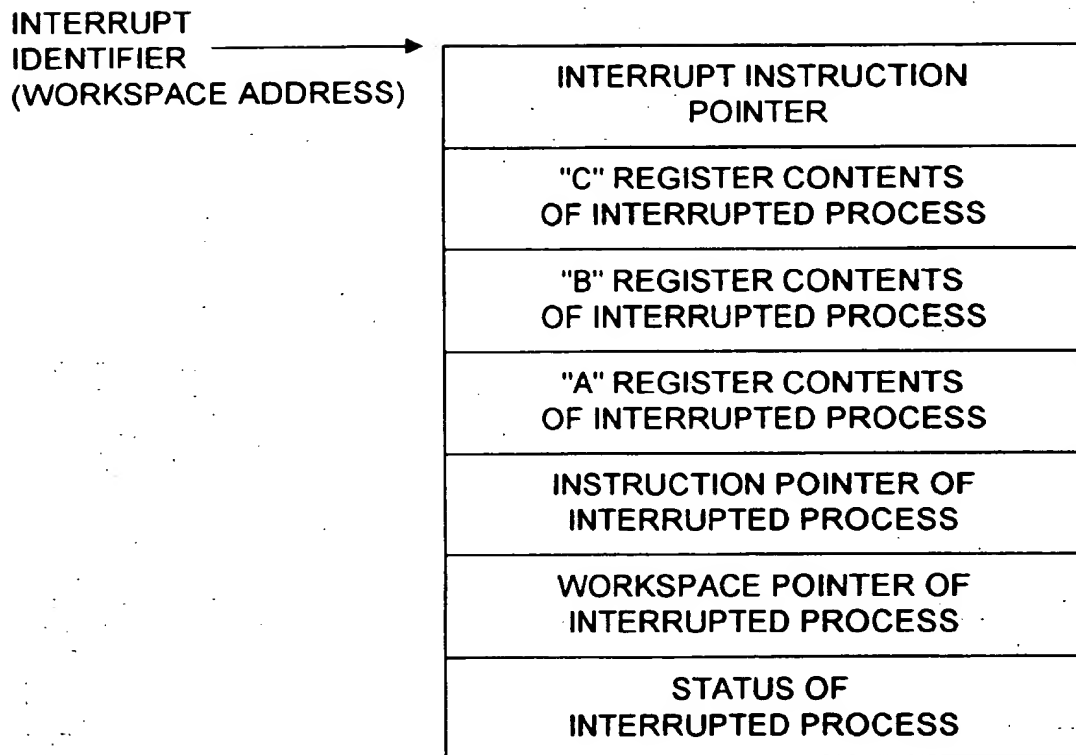 INTERRUPT
IDENTIFIER
(WORKSPACE ADDRESS)
INTERRUPT INSTRUCTION
POINTER
"C" REGISTER CONTENTS
OF INTERRUPTED PROCESS
"B" REGISTER CONTENTS
OF INTERRUPTED PROCESS
"A" REGISTER CONTENTS
OF INTERRUPTED PROCESS
INSTRUCTION POINTER OF
INTERRUPTED PROCESS
WORKSPACE POINTER OF
INTERRUPTED PROCESS
STATUS OF
INTERRUPTED PROCESS